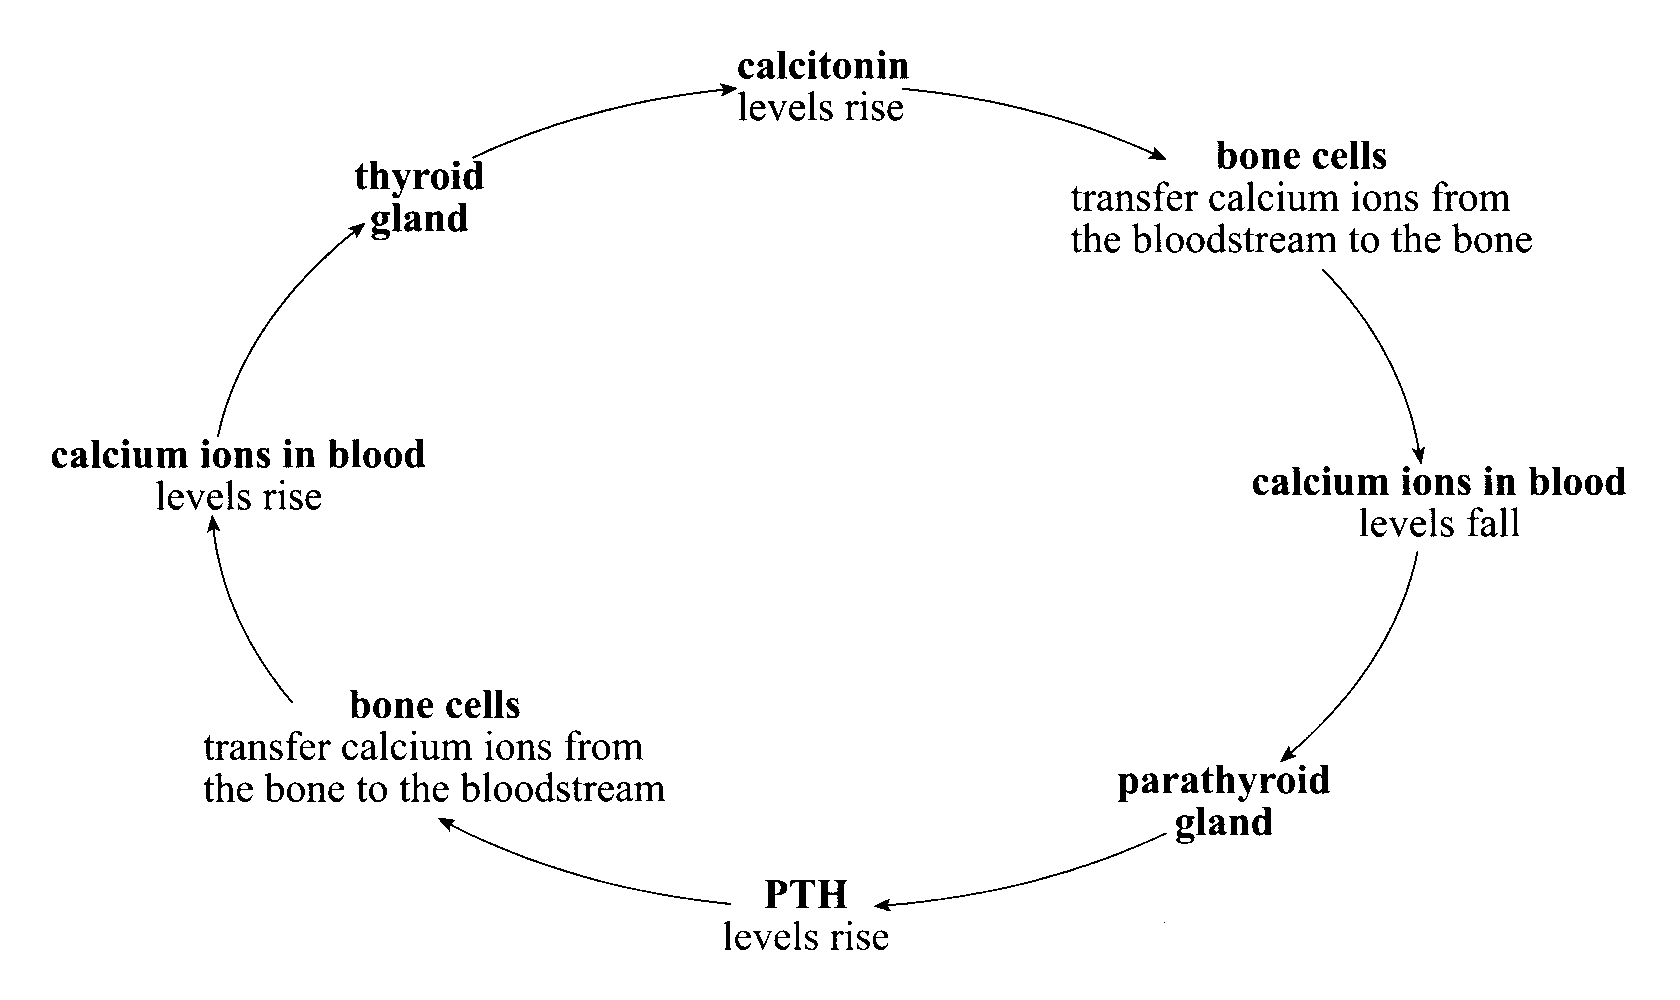 calcitonin
levels rise
bone cells
transfer calcium ions from
the bloodstream to the bone
calcium ions in blood
levels fall
parathyroid
gland
PTH
levels rise
bone cells
transfer calcium ions from
the bone to the bloodstream
calcium ions in blood
levels rise
thyroid
gland